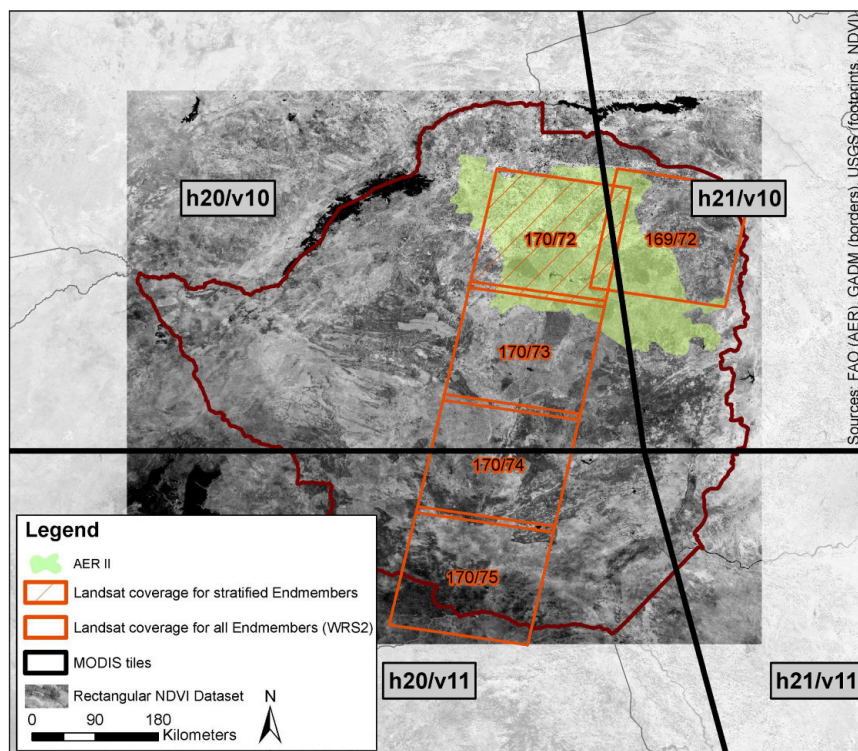 h20/v10
h21/v10
170/72
169/72
170/73
170/74
170/75
h20/v11
h21/v11
Sources: FAO (AER), GADM (borders), USGS (footprints, NDVI)
Legend
AER II
Landsat coverage for stratified Endmembers
Landsat coverage for all Endmembers (WRS2)
MODIS tiles
Rectangular NDVI Dataset
N
0 90 180
Kilometers